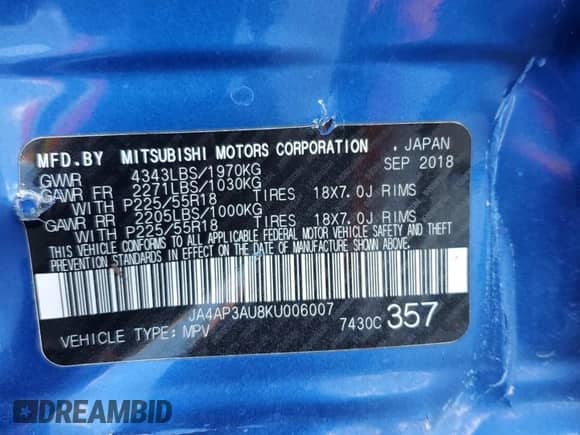 MFD.BY MITSUBISHI MOTORS CORPORATION , JAPAN
GVWR 4343LBS/1970KG SEP 2018
GAWR FR 2271LBS/1030KG
WITH P225/55R18 TIRES 18X7.0J RIMS
GAWR RR 2205LBS/1000KG
WITH P225/55R18 TIRES 18X7.0J RIMS
THIS VEHICLE CONFORMS TO ALL APPLICABLE FEDERAL MOTOR VEHICLE SAFETY, BUMPER AND THEFT
PREVENTION STANDARDS IN EFFECT ON THE DATE OF MANUFACTURE SHOWN ABOVE.
JA4AP3AU8KU006007
VEHICLE TYPE: MPV 7430C 357
DREAMBID